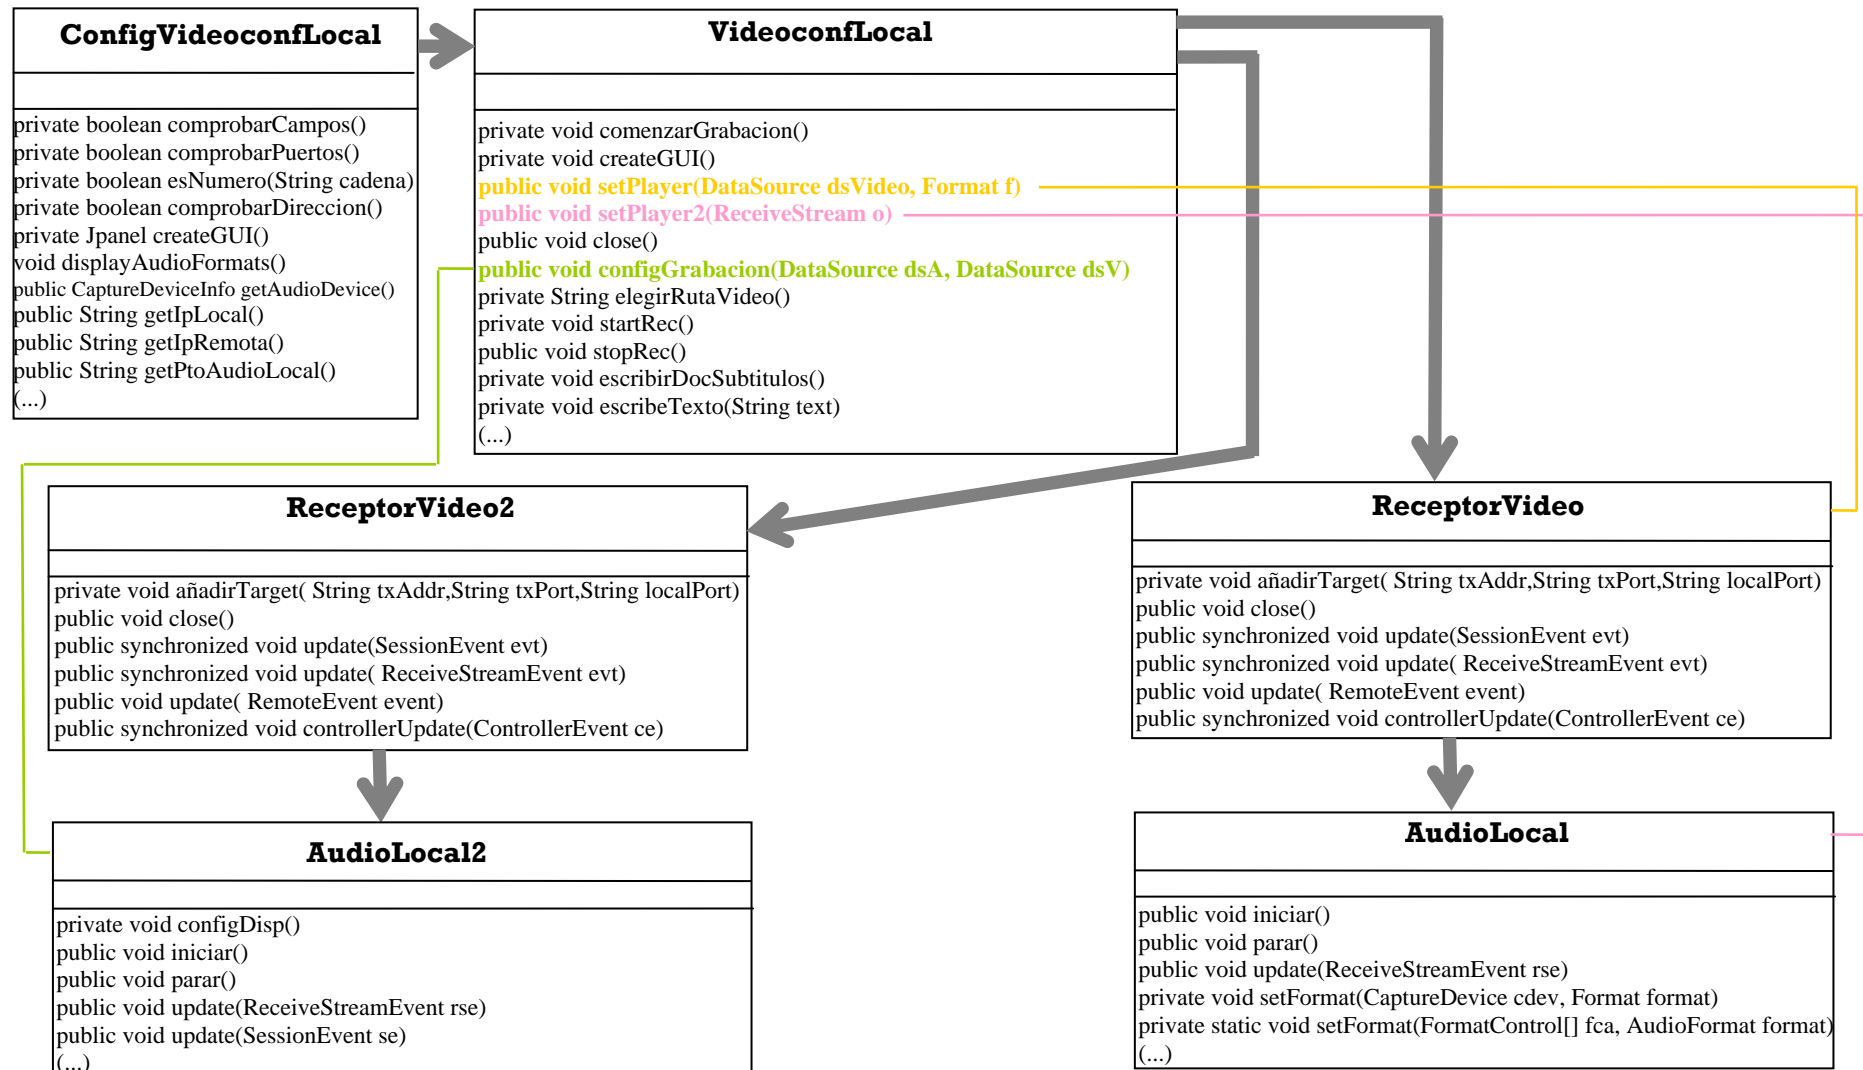 ConfigVideoconfLocal
private boolean comprobarCampos()
private boolean comprobarPuertos()
private boolean esNumero(String cadena)
private boolean comprobarDireccion()
private Jpanel createGUI()
void displayAudioFormats()
public CaptureDeviceInfo getAudioDevice()
public String getIpLocal()
public String getIpRemota()
public String getPtoAudioLocal()
(...)
VideoconfLocal
private void comenzarGrabacion()
private void createGUI()
public void setPlayer(DataSource dsVideo, Format f)
public void setPlayer2(ReceiveStream o)
public void close()
public void configGrabacion(DataSource dsA, DataSource dsV)
private String elegirRutaVideo()
private void startRec()
public void stopRec()
private void escribirDocSubtitulos()
private void escribeTexto(String text)
(...)
ReceptorVideo2
private void añadirTarget( String txAddr,String txPort,String localPort)
public void close()
public synchronized void update(SessionEvent evt)
public synchronized void update( ReceiveStreamEvent evt)
public void update( RemoteEvent event)
public synchronized void controllerUpdate(ControllerEvent ce)
ReceptorVideo
private void añadirTarget( String txAddr,String txPort,String localPort)
public void close()
public synchronized void update(SessionEvent evt)
public synchronized void update( ReceiveStreamEvent evt)
public void update( RemoteEvent event)
public synchronized void controllerUpdate(ControllerEvent ce)
AudioLocal2
private void configDisp()
public void iniciar()
public void parar()
public void update(ReceiveStreamEvent rse)
public void update(SessionEvent se)
(...)
AudioLocal
public void iniciar()
public void parar()
public void update(ReceiveStreamEvent rse)
private void setFormat(CaptureDevice cdev, Format format)
private static void setFormat(FormatControl[] fca, AudioFormat format)
(...)